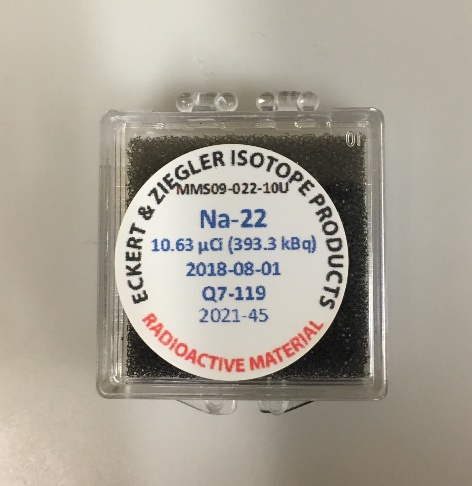 ECKERT & ZIEGLER ISOTOPE PRODUCTS
MMS09-022-10U
Na-22
10.63 µCi (393.3 kBq)
2018-08-01
Q7-119
2021-45
RADIOACTIVE MATERIAL
01